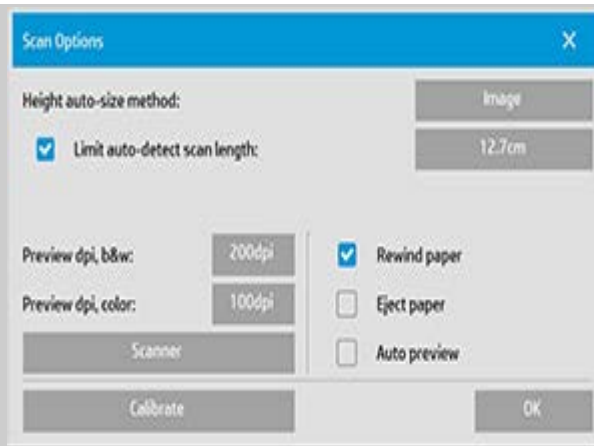 Scan Options
Height auto-size method: Image
Limit auto-detect scan length: 12.7cm
Preview dpi, b&w: 200dpi Rewind paper
Preview dpi, color: 100dpi Eject paper
Scanner Auto preview
Calibrate OK